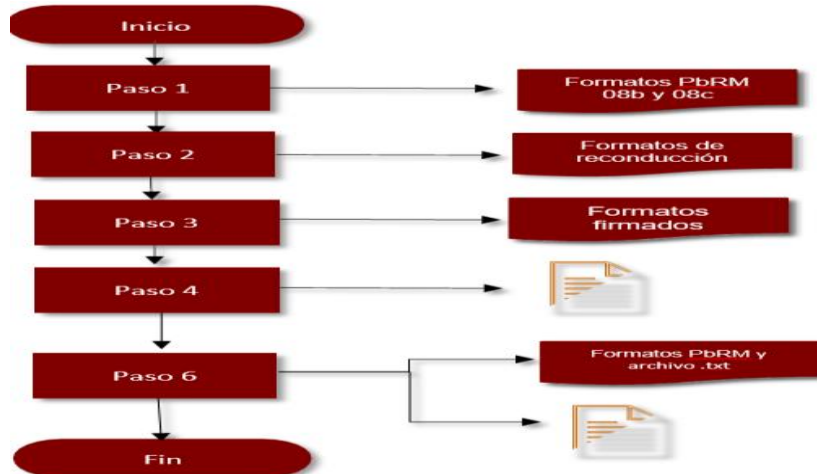 Inicio
Paso 1
Formatos PbRM
08b y 08c
Paso 2
Formatos de
reconducción
Paso 3
Formatos
firmados
Paso 4
Paso 6
Formatos PbRM y
archivo .txt
Fin